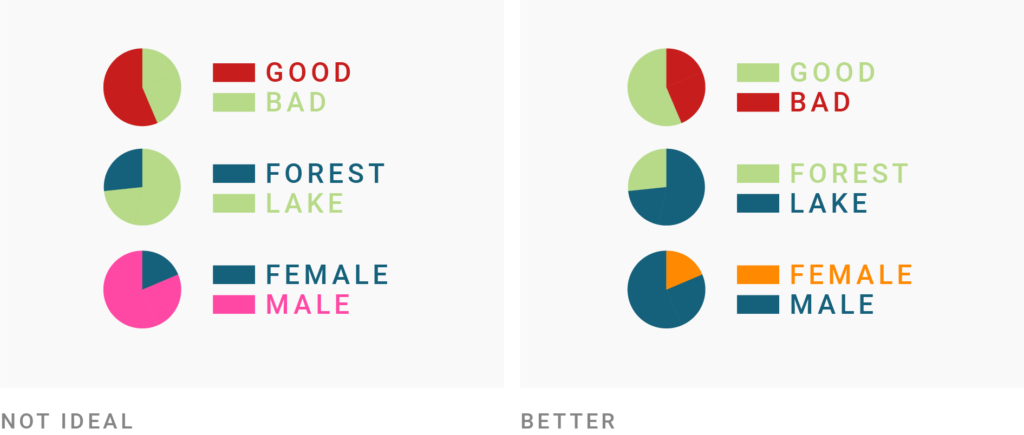 GOOD
BAD
FOREST
LAKE
FEMALE
MALE
NOT IDEAL
GOOD
BAD
FOREST
LAKE
FEMALE
MALE
BETTER